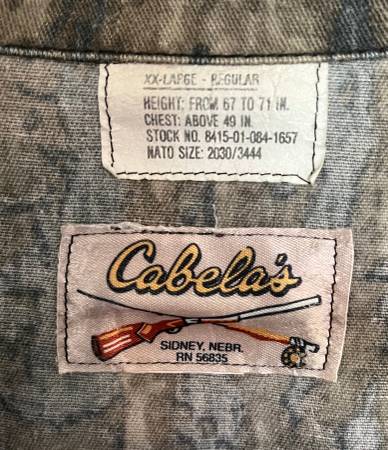 XX-LARGE - REGULAR
HEIGHT: FROM 67 TO 71 IN.
CHEST: ABOVE 49 IN.
STOCK NO. 8415-01-084-1657
NATO SIZE: 2030/3444
Cabela's
SIDNEY, NEBR.
RN 56835